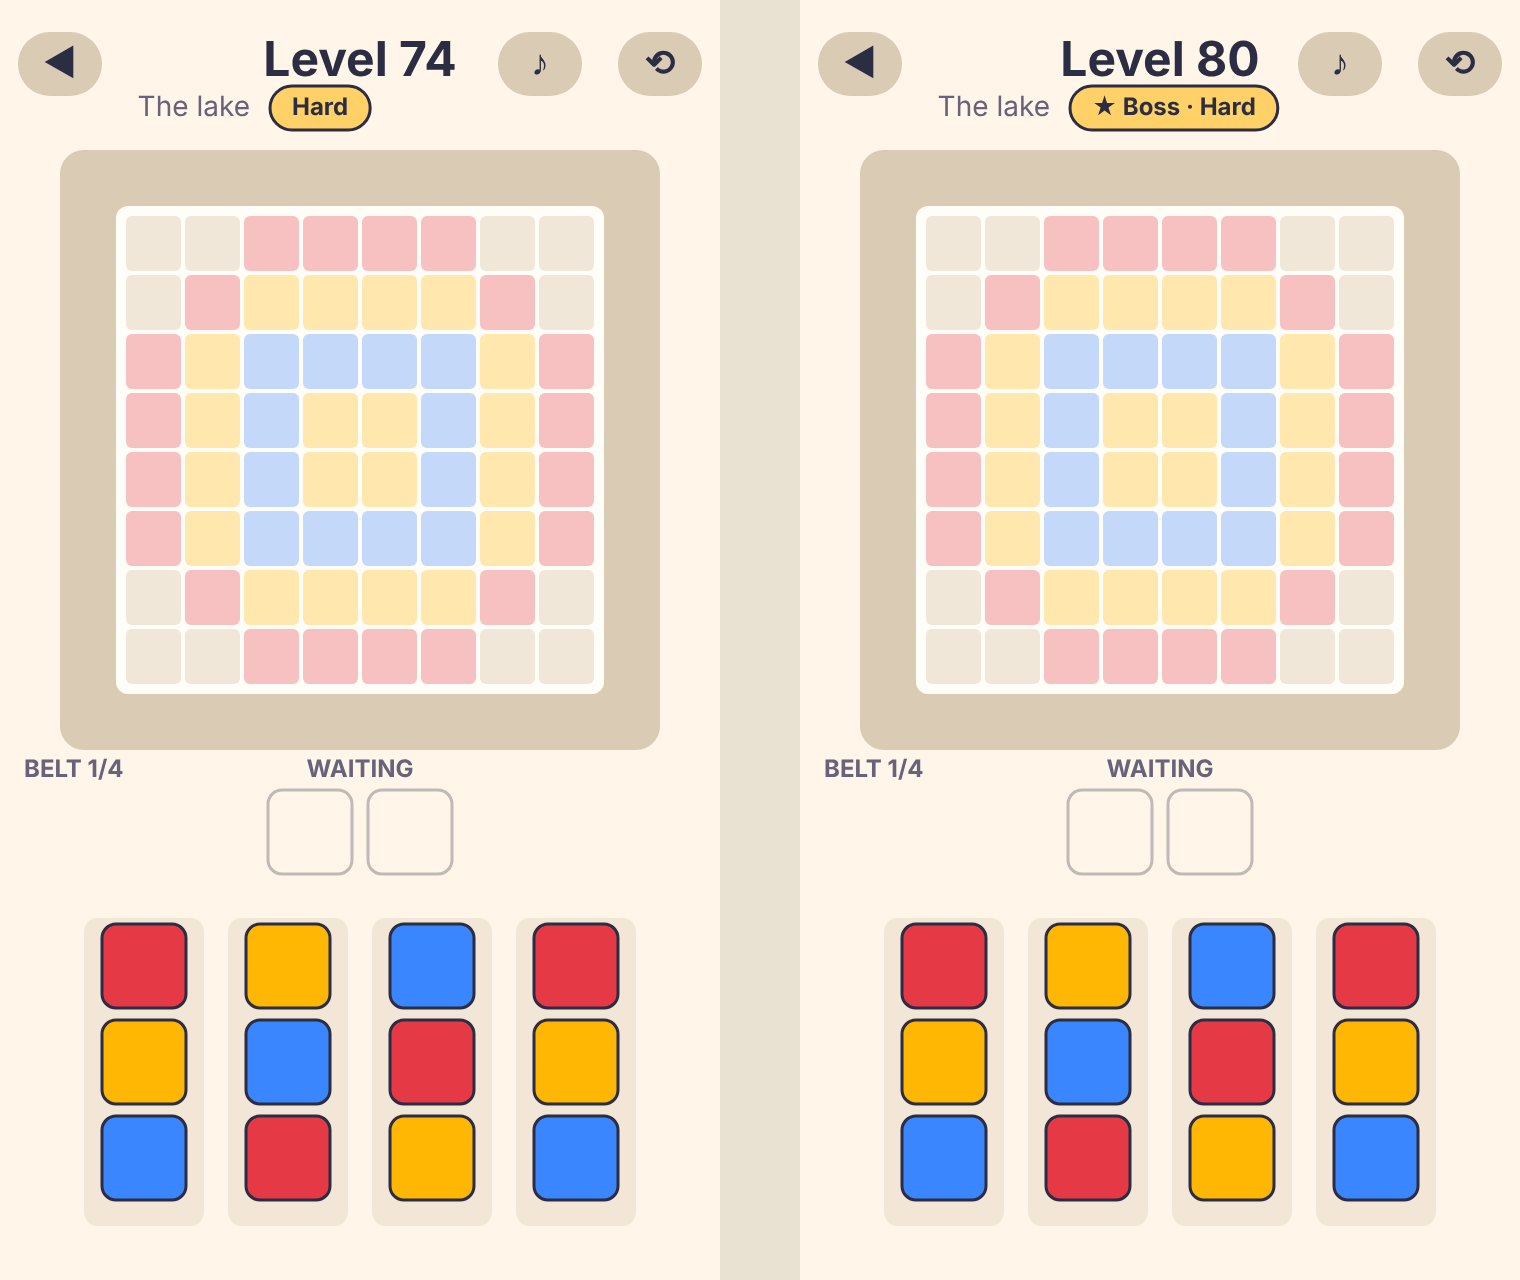 Level 74
The lake Hard
BELT 1/4 WAITING
Level 80
The lake ★ Boss · Hard
BELT 1/4 WAITING